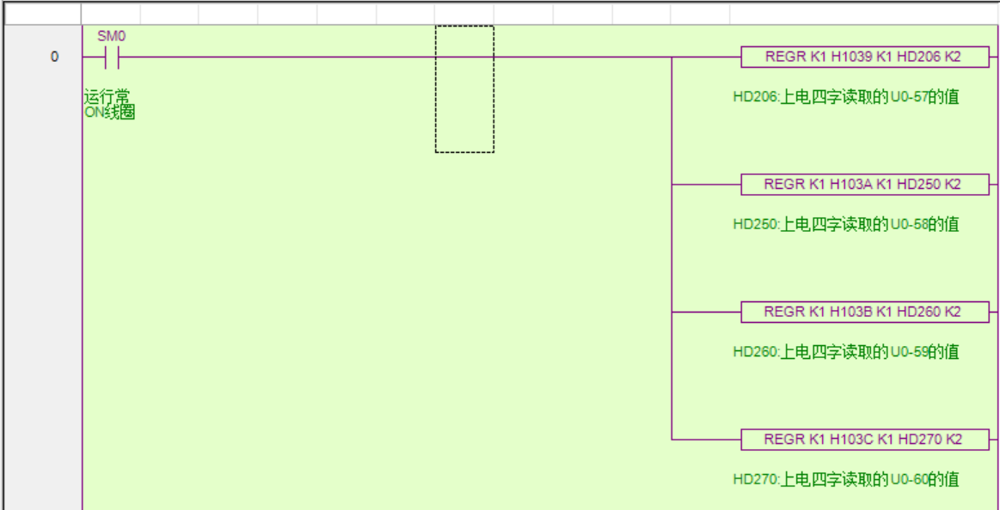 SM0
0
REGR K1 H1039 K1 HD206 K2
运行常
ON线圈
HD206:上电四字读取的U0-57的值
REGR K1 H103A K1 HD250 K2
HD250:上电四字读取的U0-58的值
REGR K1 H103B K1 HD260 K2
HD260:上电四字读取的U0-59的值
REGR K1 H103C K1 HD270 K2
HD270:上电四字读取的U0-60的值